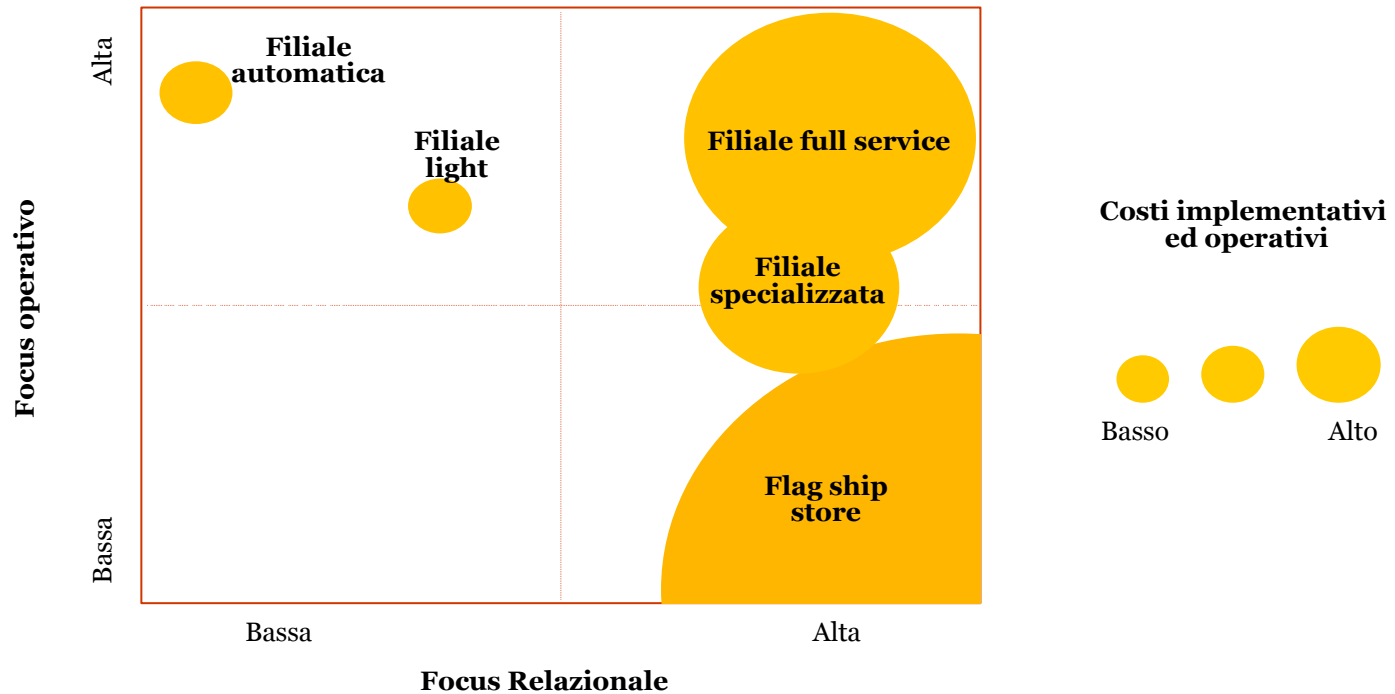 Alta
Filiale
automatica
Filiale
light
Filiale full service
Focus operativo
Filiale
specializzata
Flag ship
store
Bassa
Bassa
Alta
Focus Relazionale
Costi implementativi
ed operativi
Basso
Alto